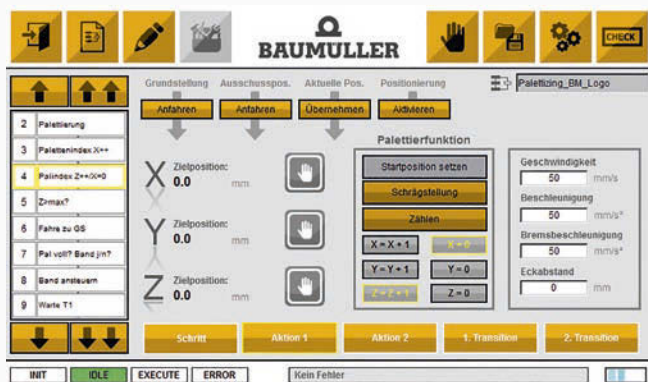 BAUMULLER
CHECK
Grundstellung Ausschusspos. Aktuelle Pos. Positionierung
Palettizing_BM_Logo
Anfahren Anfahren Übernehmen Aktivieren
2 Palettierung
3 Palettenindex X++
4 Palindex Z++/X=0
5 Z>max?
6 Fahre zu GS
7 Pal voll? Band j/n?
8 Band ansteuern
9 Warte T1
X Zielposition:
0.0 mm
Y Zielposition:
0.0 mm
Z Zielposition:
0.0 mm
Palettierfunktion
Startposition setzen
Schrägstellung
Zählen
X=X+1 X=0
Y=Y+1 Y=0
Z=Z+1 Z=0
Geschwindigkeit
50 mm/s
Beschleunigung
50 mm/s²
Bremsbeschleunigung
50 mm/s²
Eckabstand
0 mm
Schritt Aktion 1 Aktion 2 1. Transition 2. Transition
INIT IDLE EXECUTE ERROR Kein Fehler